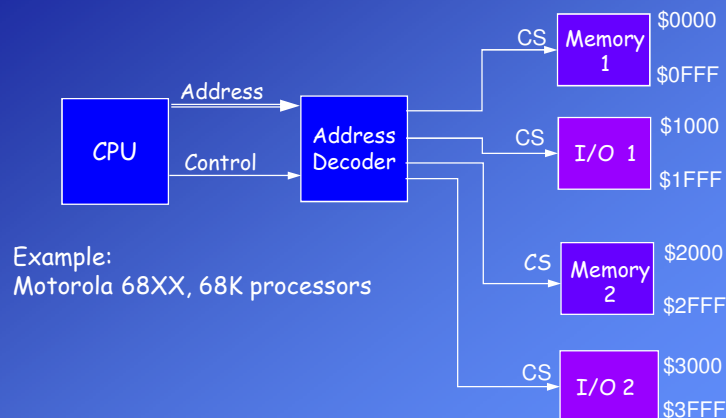 CPU
Address
Control
Address
Decoder
CS
Memory
1
$0000
$0FFF
CS
I/O 1
$1000
$1FFF
CS
Memory
2
$2000
$2FFF
CS
I/O 2
$3000
$3FFF
Example:
Motorola 68XX, 68K processors